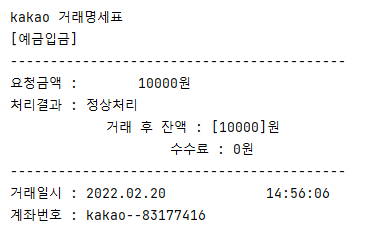 kakao 거래명세표
[예금입금]
------------------------------------------
요청금액 :        10000원
처리결과 : 정상처리
            거래 후 잔액 : [10000]원
                    수수료 : 0원
------------------------------------------
거래일시 : 2022.02.20        14:56:06
계좌번호 : kakao--83177416